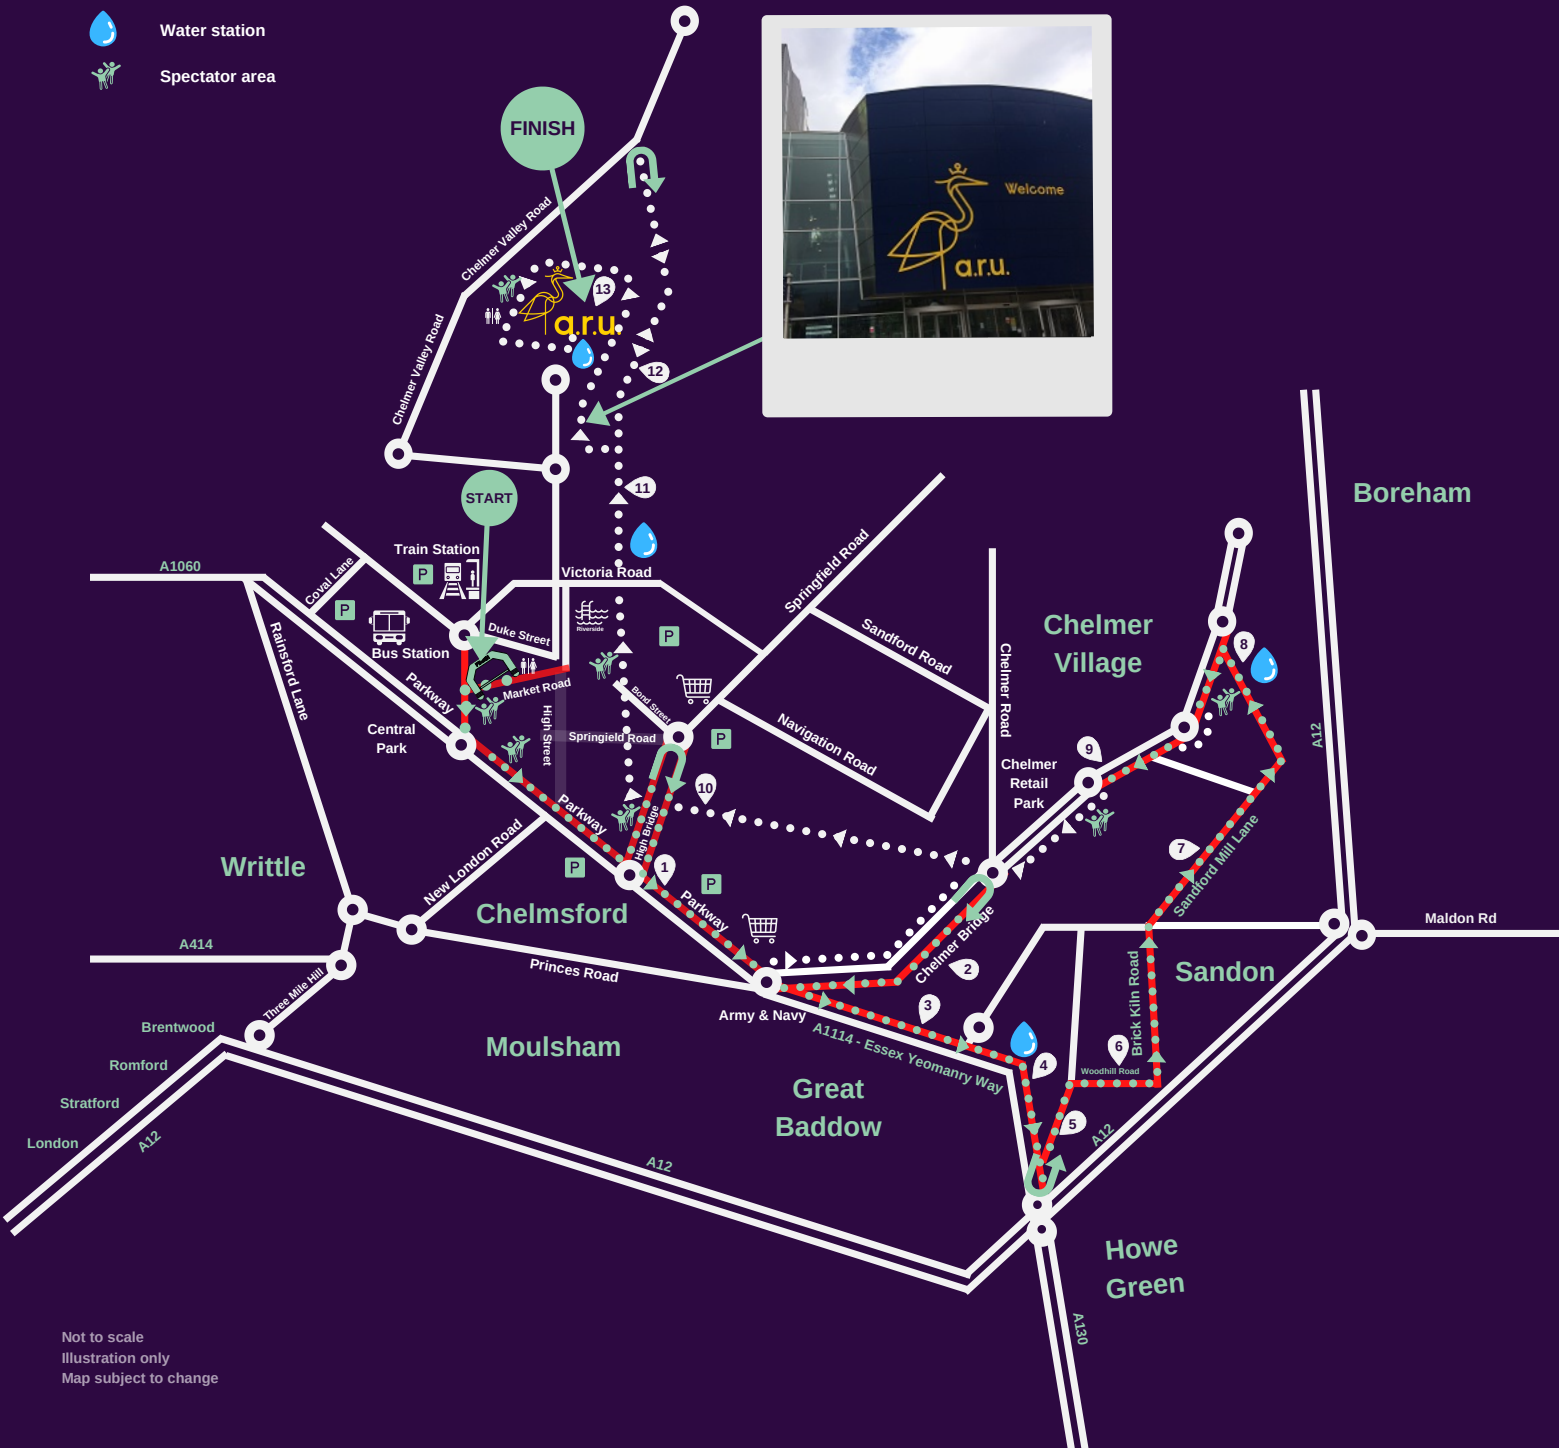 Water station
Spectator area
FINISH
Welcome
a.r.u.
Chelmer Valley Road
Chelmer Valley Road
13
a.r.u.
12
START
11
Boreham
Train Station
P
A1060
Coval Lane
P
Victoria Road
Riverside
Springfield Road
P
Duke Street
Bus Station
Sandford Road
Chelmer
Village
8
Rainsford Lane
Parkway
Market Road
Bond Street
Chelmer Road
Central
Park
High Street
Springield Road
P
Navigation Road
A12
9
Chelmer
Retail
Park
10
Parkway
High Bridge
New London Road
Writtle
P
1
P
Parkway
7
Sandford Mill Lane
Chelmsford
Chelmer Bridge
Maldon Rd
A414
Princes Road
2
Sandon
Three Mile Hill
3
Brick Kiln Road
Army & Navy
A1114 - Essex Yeomanry Way
Brentwood
Moulsham
6
Romford
4
Woodhill Road
Great
Baddow
Stratford
5
London
A12
A12
A12
Howe
Green
A130
Not to scale
Illustration only
Map subject to change